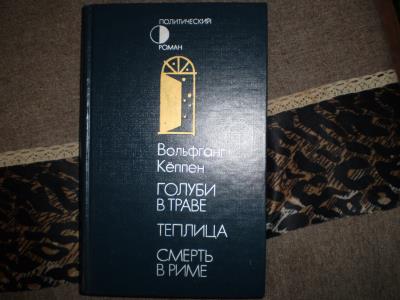 ПОЛИТИЧЕСКИЙ
РОМАН
Вольфганг
Кёппен
ГОЛУБИ
В ТРАВЕ
ТЕПЛИЦА
СМЕРТЬ
В РИМЕ